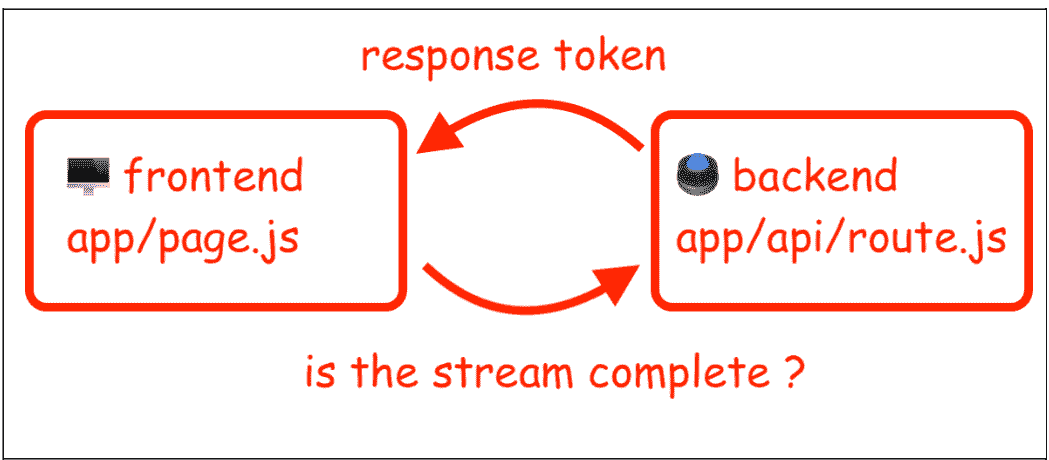 response token
frontend
app/page.js
backend
app/api/route.js
is the stream complete ?